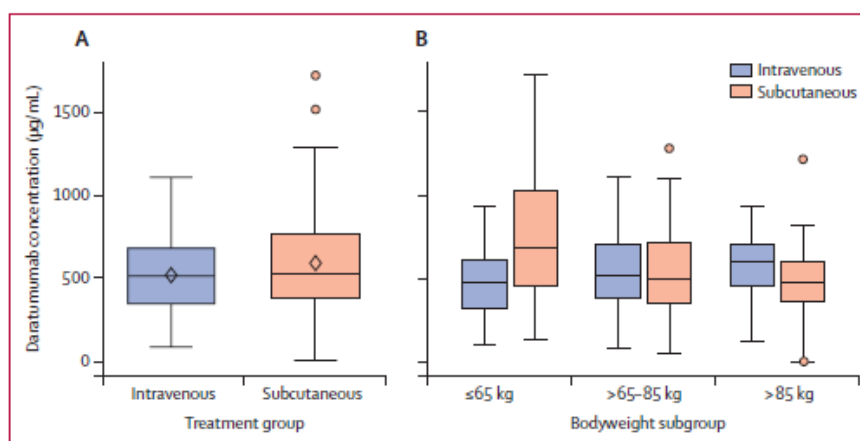 A
B
Intravenous
Subcutaneous
Daratumumab concentration (µg/mL)
1500
1000
500
0
Intravenous Subcutaneous
Treatment group
≤65 kg >65–85 kg >85 kg
Bodyweight subgroup